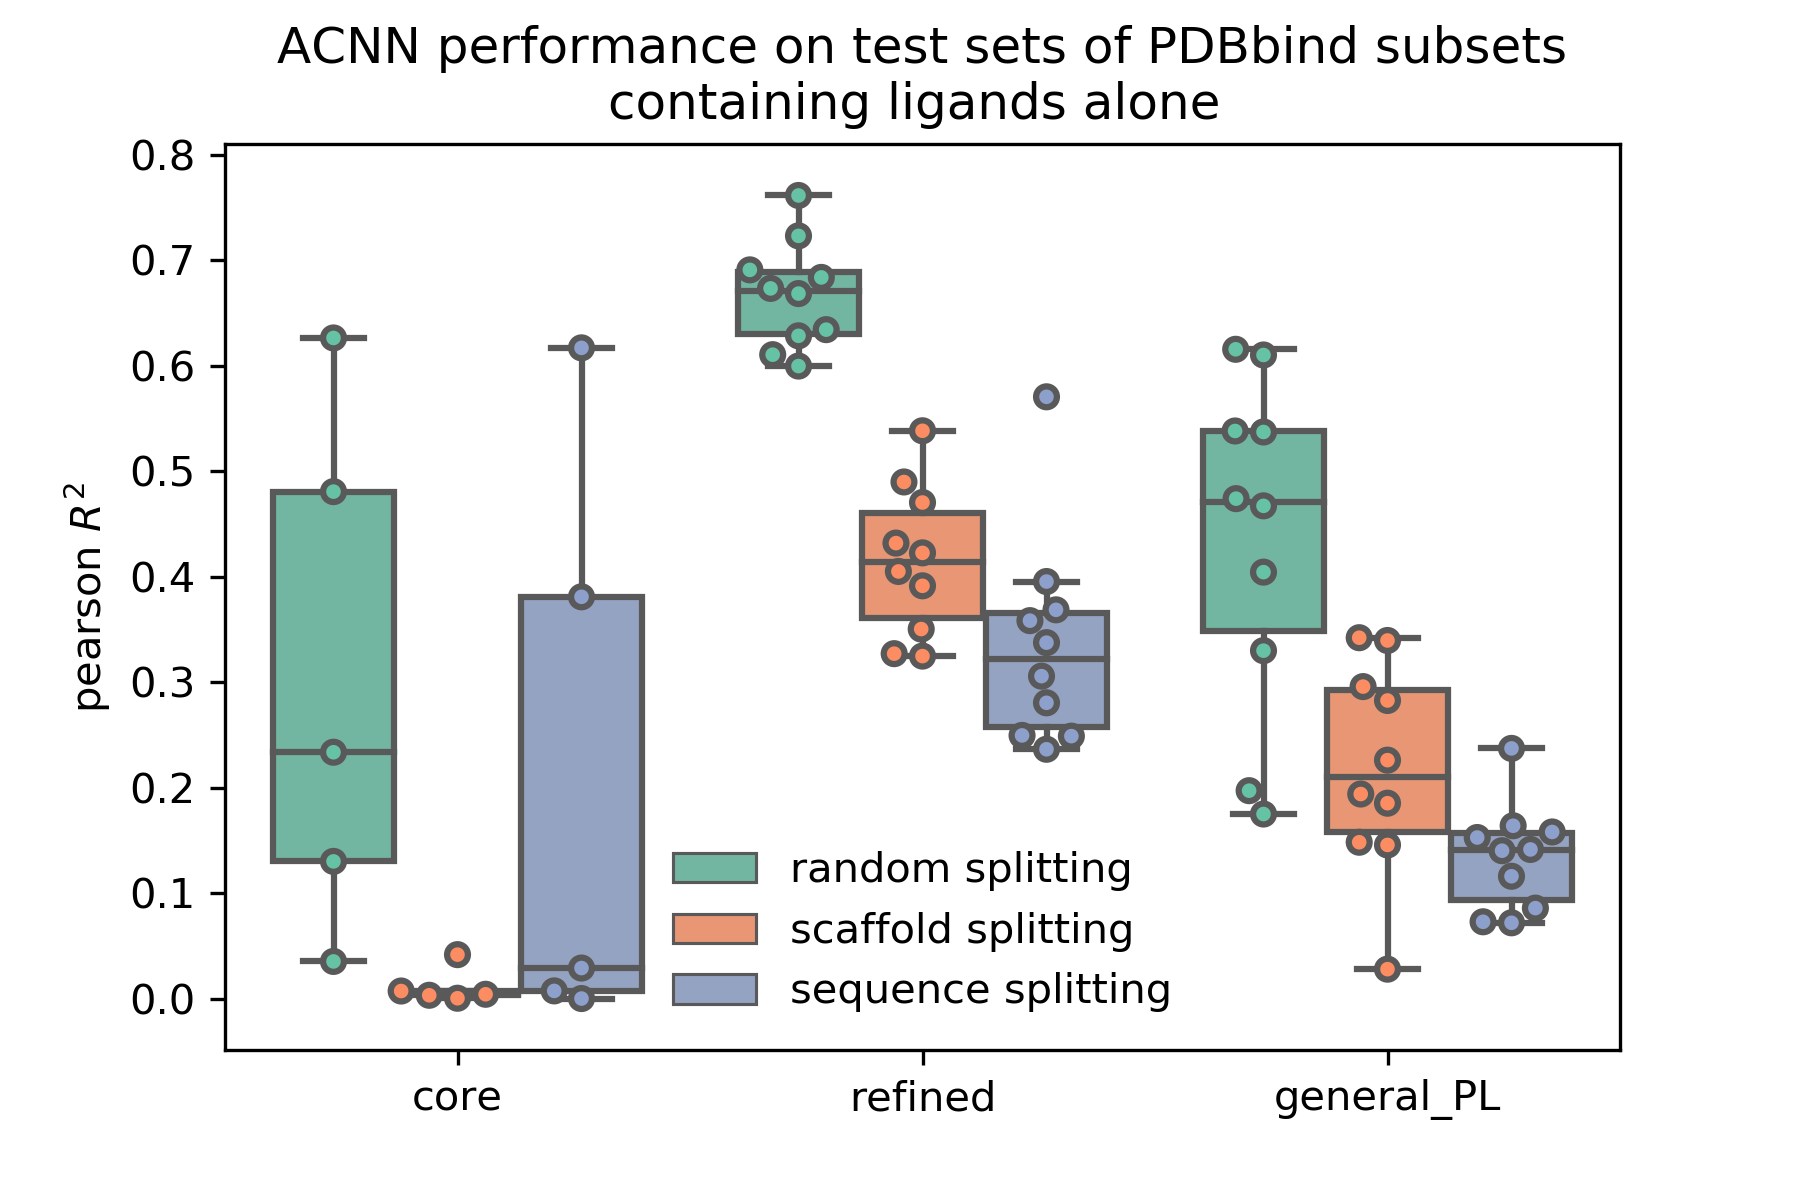 ACNN performance on test sets of PDBbind subsets
containing ligands alone
0.8
0.7
0.6
0.5
0.4
0.3
0.2
0.1
0.0
pearson R²
random splitting
scaffold splitting
sequence splitting
core refined general_PL